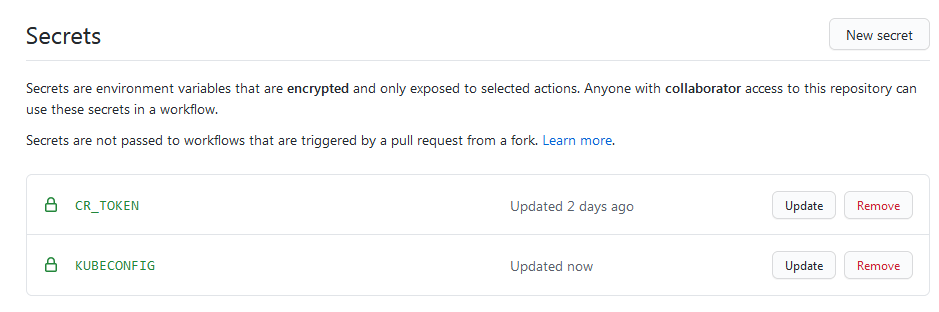 Secrets
New secret
Secrets are environment variables that are encrypted and only exposed to selected actions. Anyone with collaborator access to this repository can
use these secrets in a workflow.
Secrets are not passed to workflows that are triggered by a pull request from a fork. Learn more.
CR_TOKEN Updated 2 days ago Update Remove
KUBECONFIG Updated now Update Remove